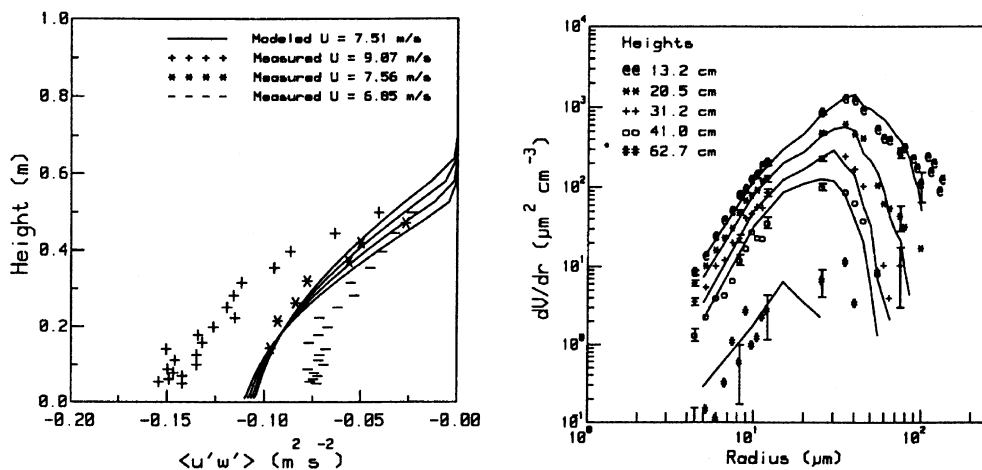 1.0
0.8
0.6
0.4
0.2
0.0
Height (m)
Modeled U = 7.51 m/s
+ + + + Measured U = 9.07 m/s
* * * * Measured U = 7.56 m/s
Measured U = 6.85 m/s
-0.20 -0.15 -0.10 -0.05 -0.00
<u'w'> (m² s⁻²)
10⁴
10³
10²
10¹
10⁰
10⁻¹
dV/dr (μm² cm⁻³)
Heights
@@ 13.2 cm
** 20.5 cm
++ 31.2 cm
oo 41.0 cm
## 62.7 cm
10⁰ 10¹ 10²
Radius (μm)